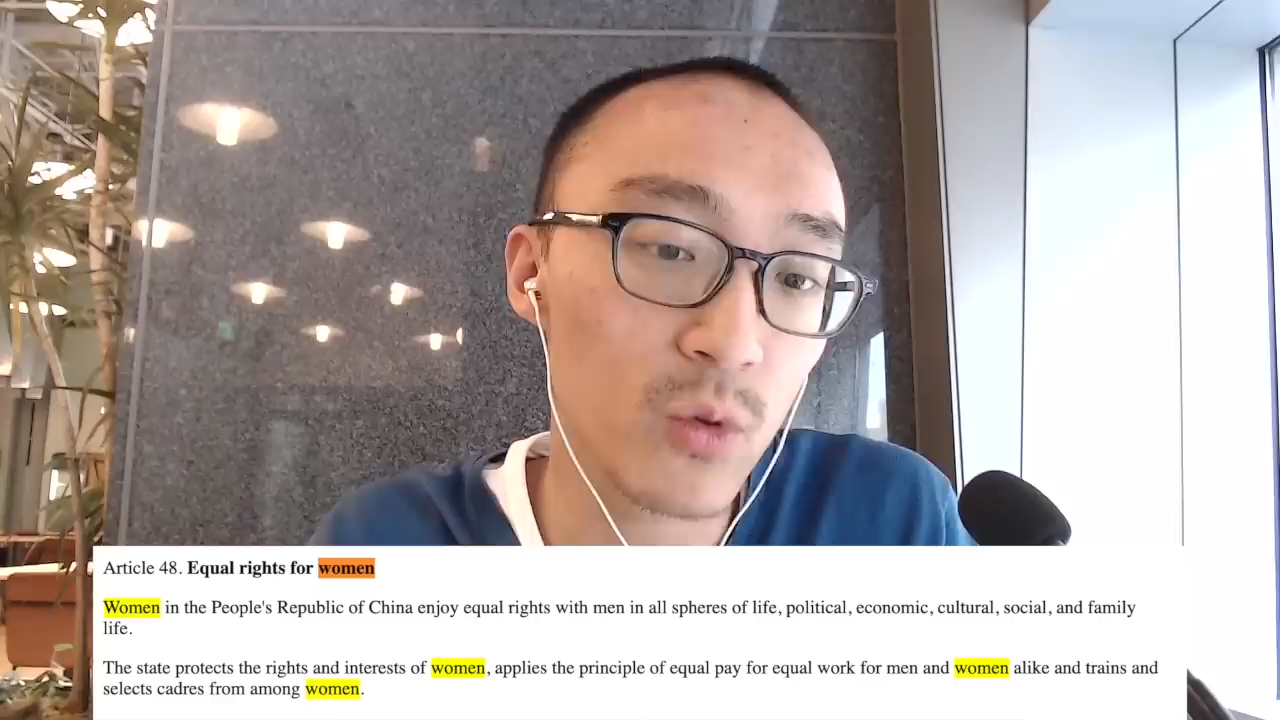 Article 48. Equal rights for women
Women in the People's Republic of China enjoy equal rights with men in all spheres of life, political, economic, cultural, social, and family
life.
The state protects the rights and interests of women, applies the principle of equal pay for equal work for men and women alike and trains and
selects cadres from among women.